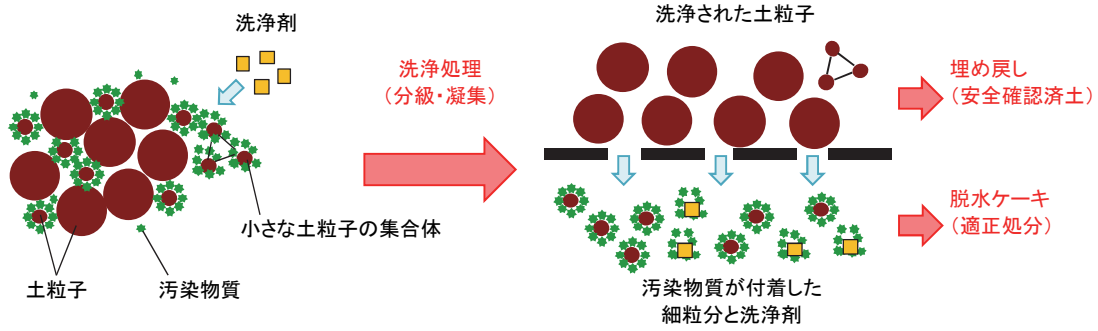 洗浄剤
小さな土粒子の集合体
土粒子
汚染物質
洗浄処理
（分級・凝集）
洗浄された土粒子
汚染物質が付着した
細粒分と洗浄剤
埋め戻し
（安全確認済土）
脱水ケーキ
（適正処分）